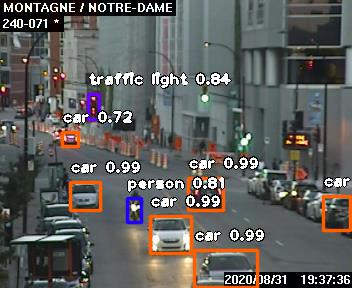 MONTAGNE / NOTRE-DAME
240-071 *
traffic light 0.84
car 0.72
car 0.99
car 0.99
person 0.81
car
car 0.99
car 0.99
2020/08/31 19:37:36